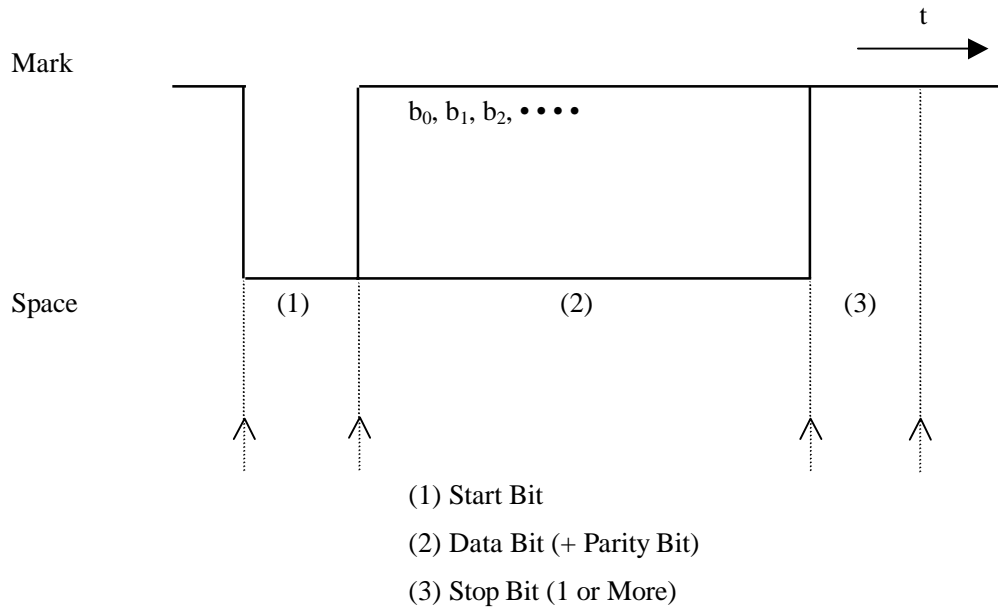 t
Mark
b₀, b₁, b₂, • • • •
Space
(1) (2) (3)
(1) Start Bit
(2) Data Bit (+ Parity Bit)
(3) Stop Bit (1 or More)